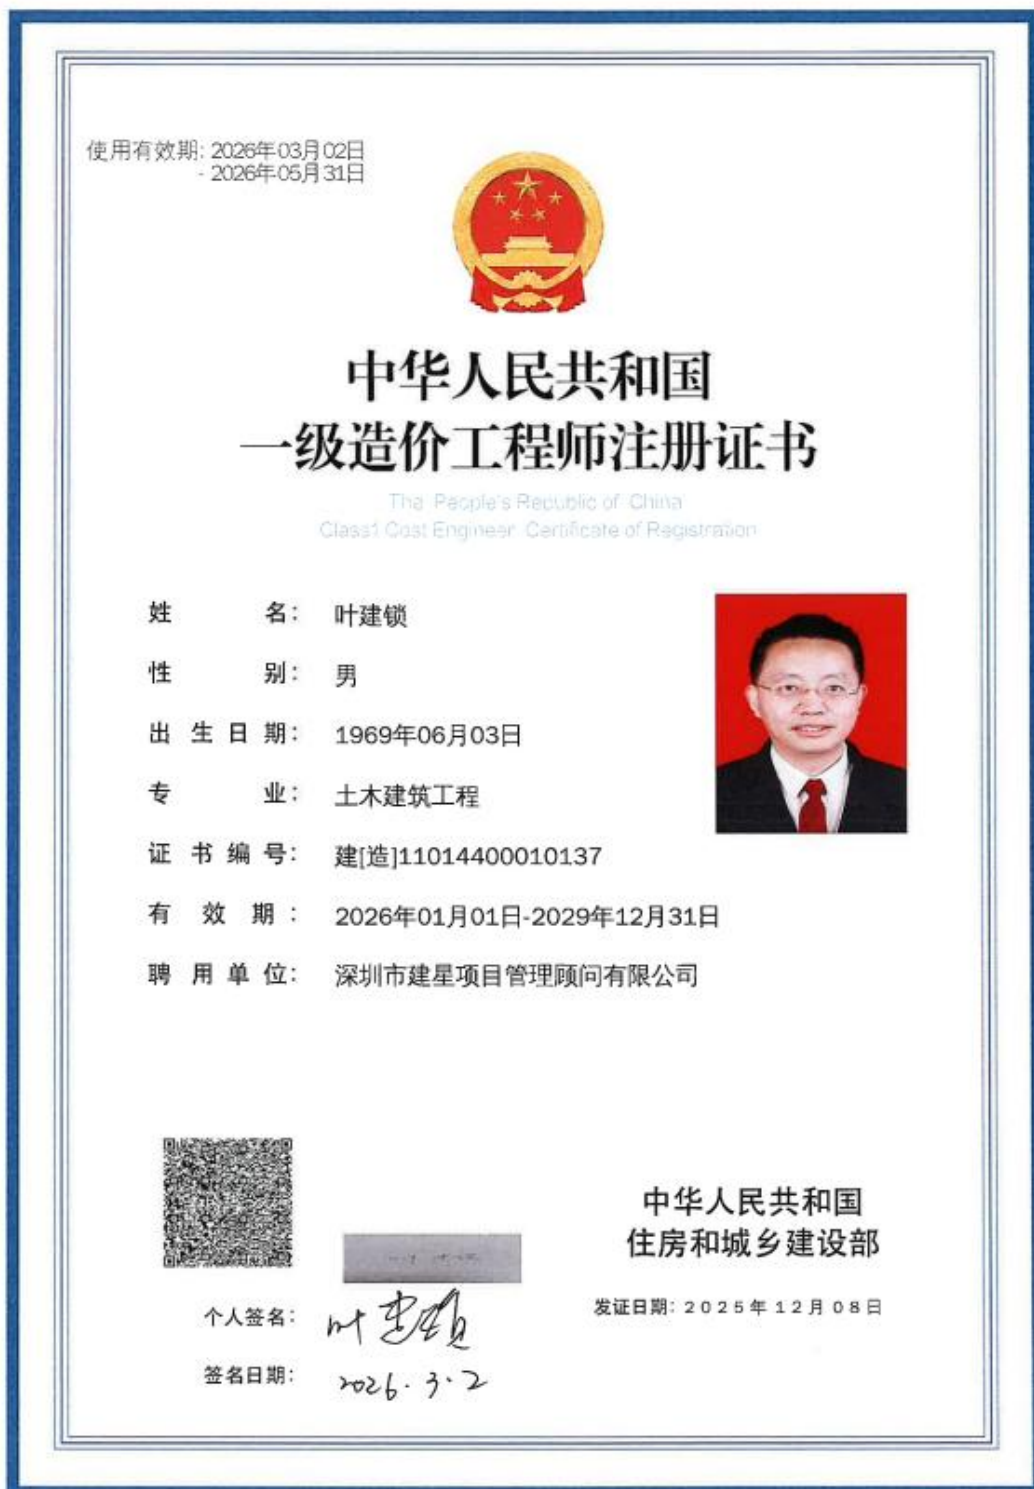 使用有效期: 2026年03月02日
- 2026年05月31日
中华人民共和国
一级造价工程师注册证书
The People's Republic of China
Class1 Cost Engineer Certificate of Registration
姓名: 叶建锁
性别: 男
出生日期: 1969年06月03日
专业: 土木建筑工程
证书编号: 建[造]11014400010137
有效期: 2026年01月01日-2029年12月31日
聘用单位: 深圳市建星项目管理顾问有限公司
中华人民共和国
住房和城乡建设部
个人签名: 叶建锁
发证日期: 2025年12月08日
签名日期: 2026.3.2